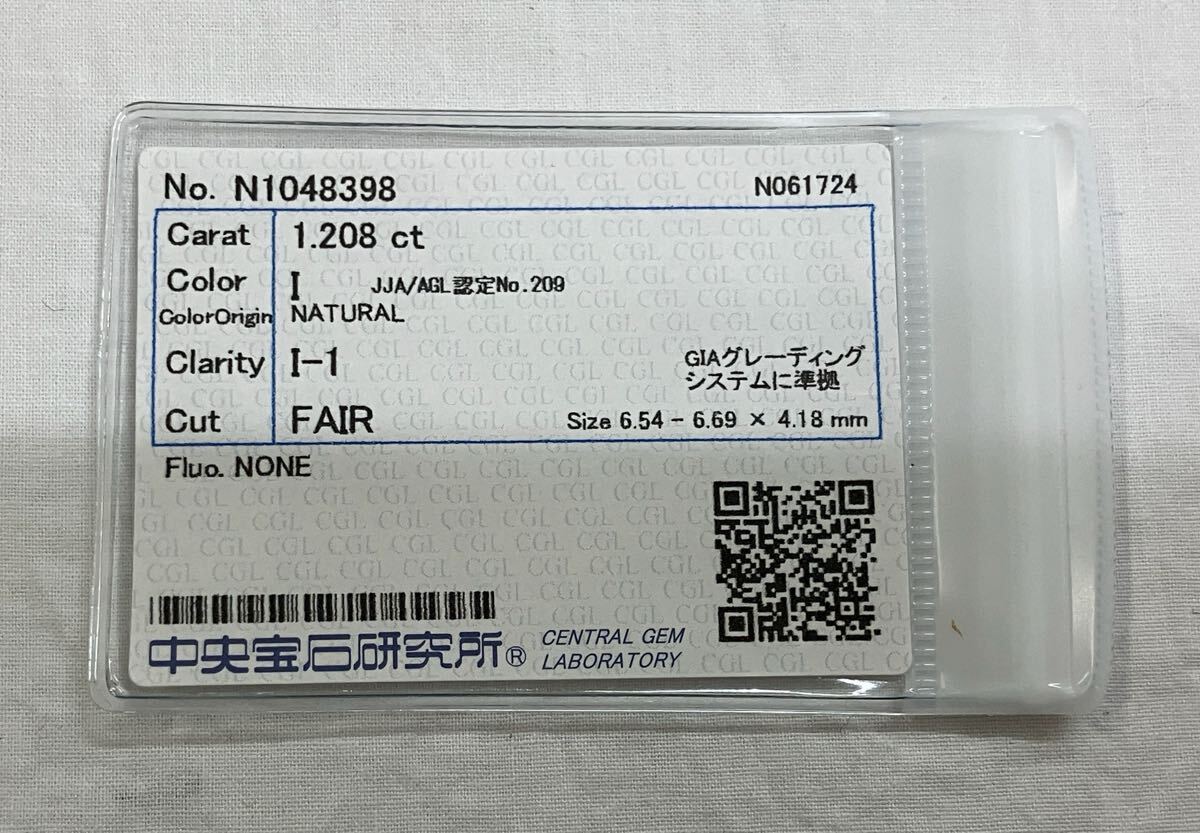 No. N1048398 N061724
Carat 1.208 ct
Color I JJA/AGL認定No.209
ColorOrigin NATURAL
Clarity I-1 GIAグレーディング
システムに準拠
Cut FAIR Size 6.54 - 6.69 × 4.18 mm
Fluo. NONE
中央宝石研究所® CENTRAL GEM
LABORATORY